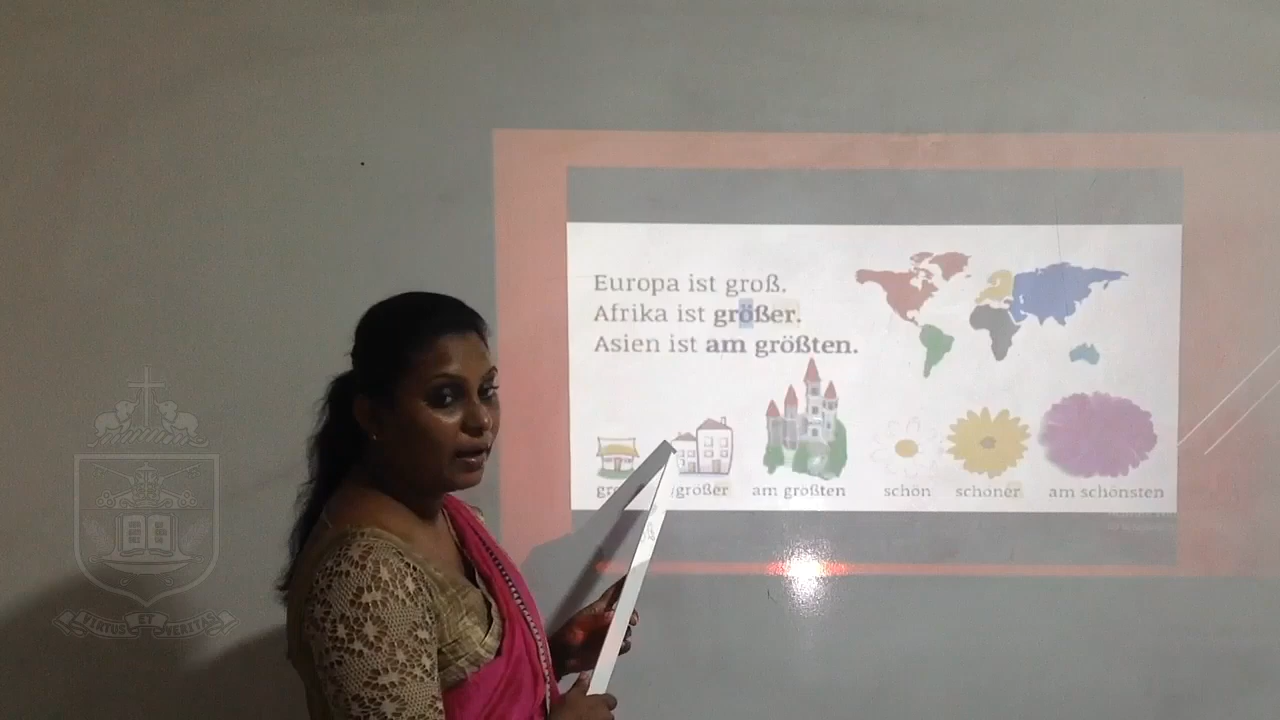 Europa ist groß.
Afrika ist größer.
Asien ist am größten.
größer am größten schön schöner am schönsten
VIRTUS ET VERITAS